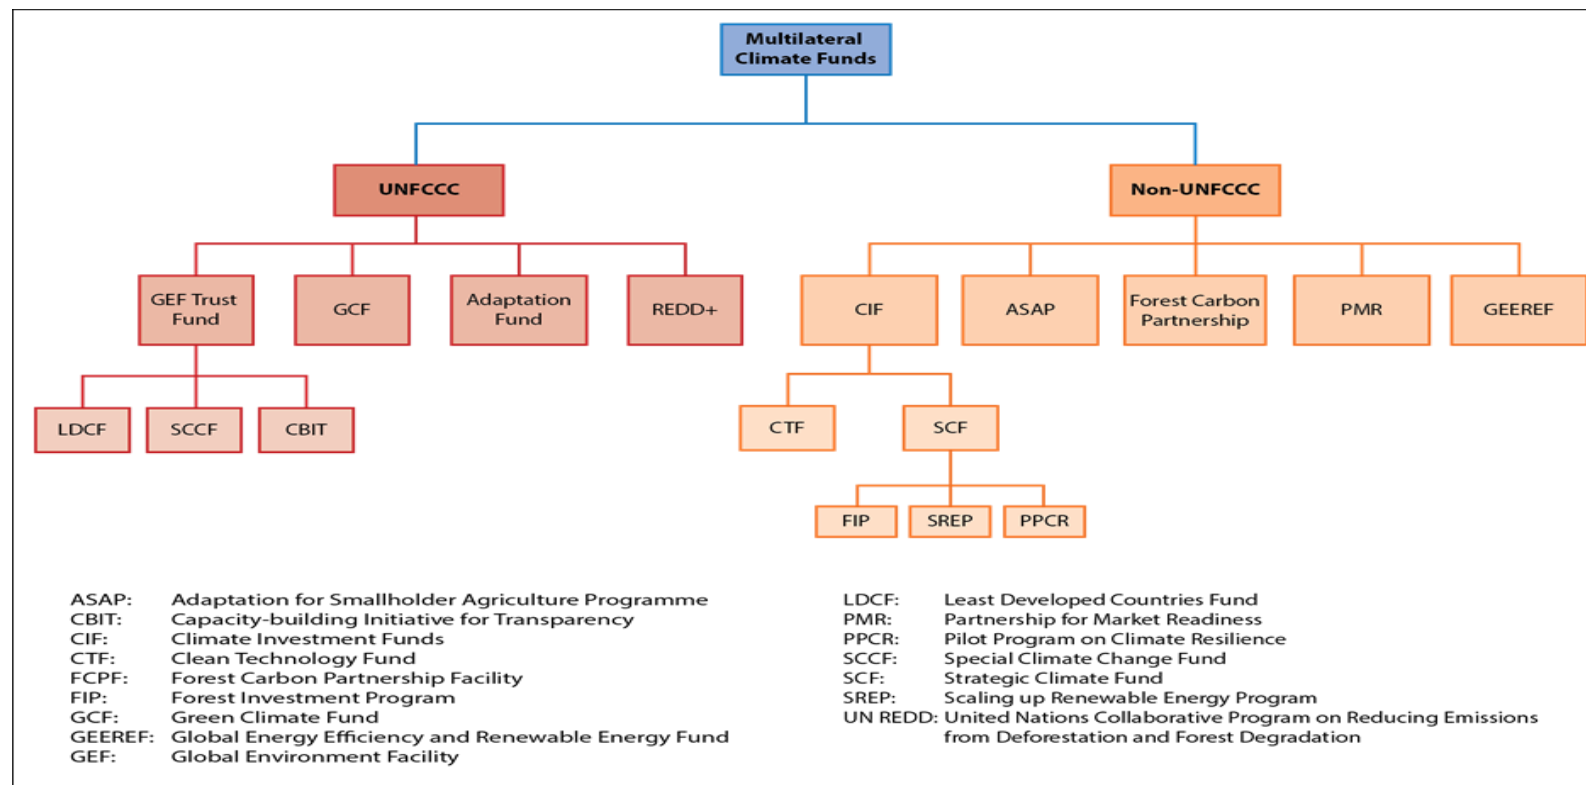 Multilateral
Climate Funds
UNFCCC
Non-UNFCCC
GEF Trust
Fund
GCF
Adaptation
Fund
REDD+
CIF
ASAP
Forest Carbon
Partnership
PMR
GEEREF
LDCF
SCCF
CBIT
CTF
SCF
FIP
SREP
PPCR
ASAP: Adaptation for Smallholder Agriculture Programme
CBIT: Capacity-building Initiative for Transparency
CIF: Climate Investment Funds
CTF: Clean Technology Fund
FCPF: Forest Carbon Partnership Facility
FIP: Forest Investment Program
GCF: Green Climate Fund
GEEREF: Global Energy Efficiency and Renewable Energy Fund
GEF: Global Environment Facility
LDCF: Least Developed Countries Fund
PMR: Partnership for Market Readiness
PPCR: Pilot Program on Climate Resilience
SCCF: Special Climate Change Fund
SCF: Strategic Climate Fund
SREP: Scaling up Renewable Energy Program
UN REDD: United Nations Collaborative Program on Reducing Emissions
from Deforestation and Forest Degradation